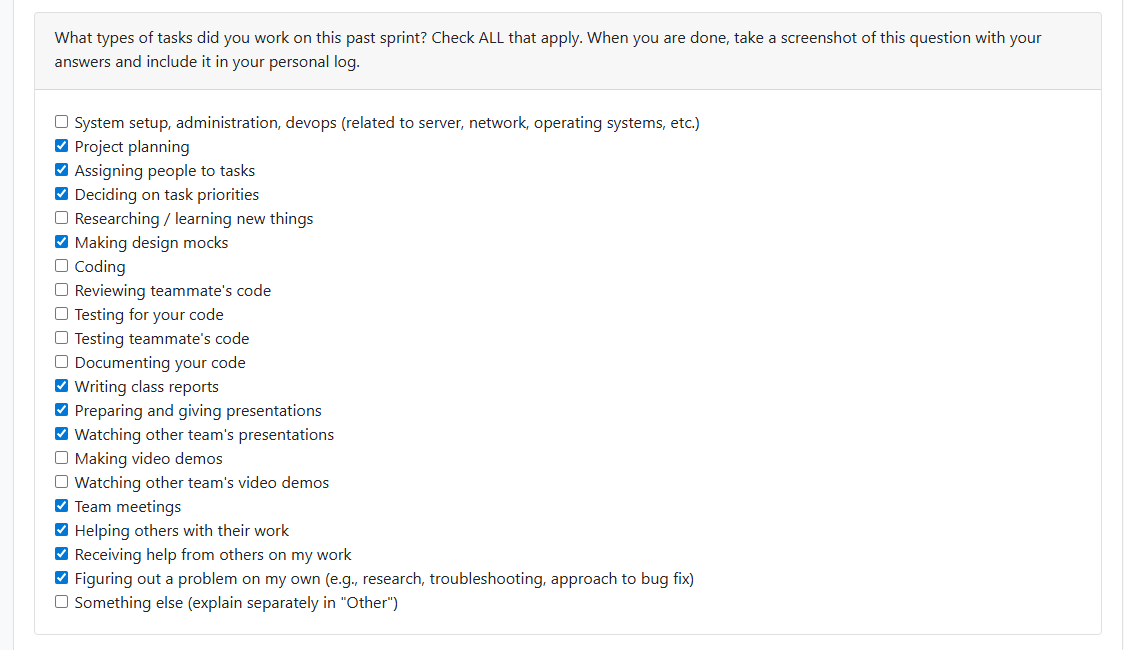 What types of tasks did you work on this past sprint? Check ALL that apply. When you are done, take a screenshot of this question with your
answers and include it in your personal log.
System setup, administration, devops (related to server, network, operating systems, etc.)
Project planning
Assigning people to tasks
Deciding on task priorities
Researching / learning new things
Making design mocks
Coding
Reviewing teammate's code
Testing for your code
Testing teammate's code
Documenting your code
Writing class reports
Preparing and giving presentations
Watching other team's presentations
Making video demos
Watching other team's video demos
Team meetings
Helping others with their work
Receiving help from others on my work
Figuring out a problem on my own (e.g., research, troubleshooting, approach to bug fix)
Something else (explain separately in "Other")